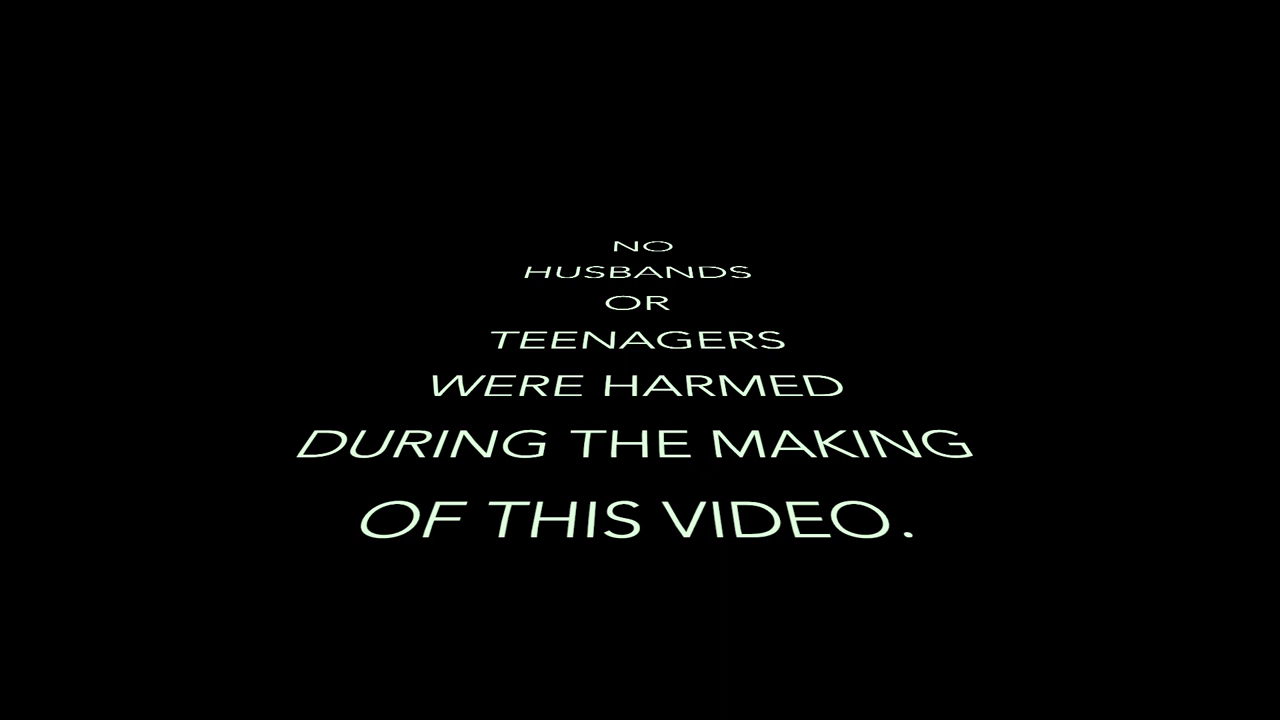 NO
HUSBANDS
OR
TEENAGERS
WERE HARMED
DURING THE MAKING
OF THIS VIDEO.